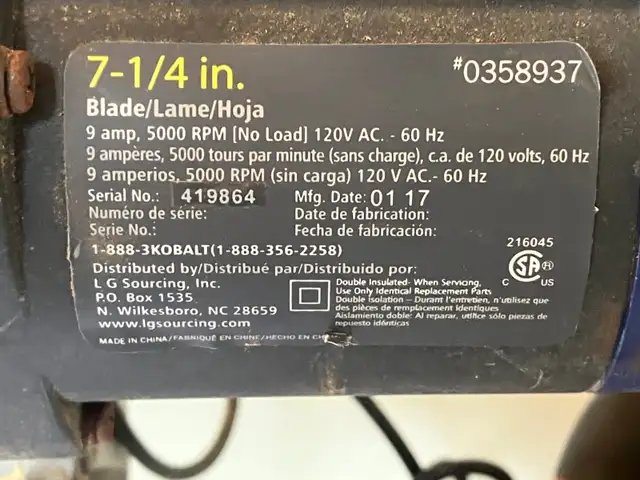 7-1/4 in.
#0358937
Blade/Lame/Hoja
9 amp, 5000 RPM [No Load] 120V AC. - 60 Hz
9 ampères, 5000 tours par minute (sans charge), c.a. de 120 volts, 60 Hz
9 amperios, 5000 RPM (sin carga) 120 V AC.- 60 Hz
Serial No.: 419864 Mfg. Date: 01 17
Numéro de série: Date de fabrication:
Serie No.: Fecha de fabricación:
1-888-3KOBALT(1-888-356-2258)
216045
Distributed by/Distribué par/Distribuido por:
L G Sourcing, Inc.
P.O. Box 1535
N. Wilkesboro, NC 28659
www.lgsourcing.com
Double Insulated- When Servicing,
Use Only Identical Replacement Parts
Double isolation – Durant l'entretien, n'utilisez que
des pièces de remplacement identiques
Aislamiento doble: Al reparar, utilice sólo piezas de
repuesto idénticas
SA ®
C US
MADE IN CHINA/FABRIQUÉ EN CHINE/HECHO EN CHINA